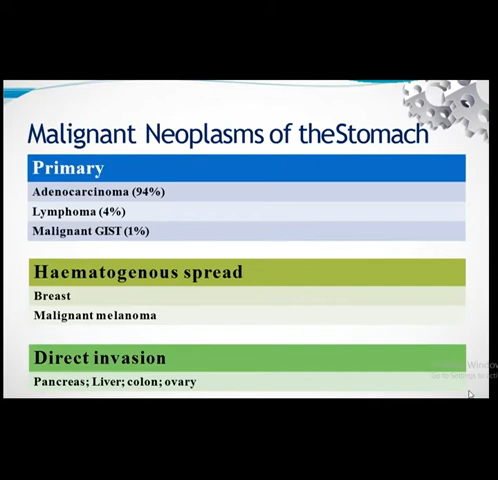 Malignant Neoplasms of theStomach
Primary
Adenocarcinoma (94%)
Lymphoma (4%)
Malignant GIST (1%)
Haematogenous spread
Breast
Malignant melanoma
Direct invasion
Pancreas; Liver; colon; ovary